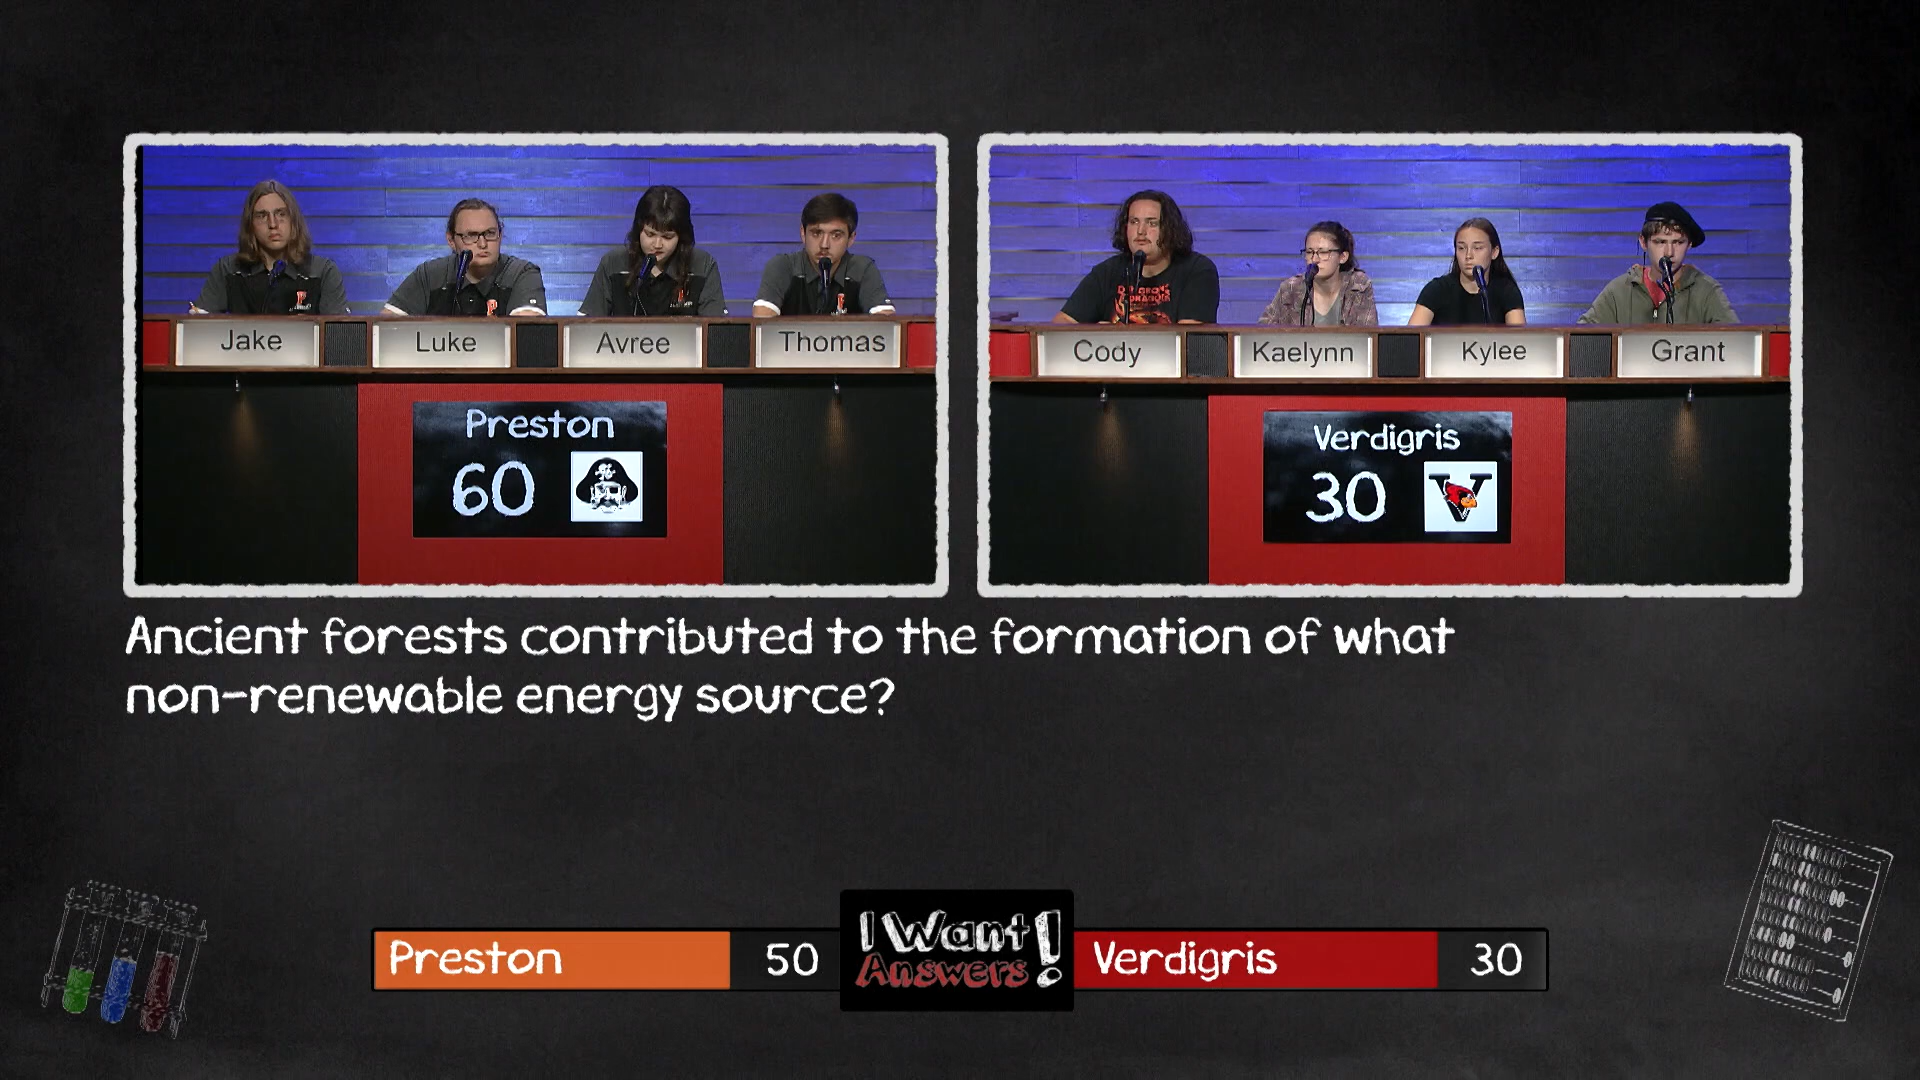 Jake
Luke
Avree
Thomas
Preston
60
Cody
Kaelynn
Kylee
Grant
Verdigris
30
V
Ancient forests contributed to the formation of what
non-renewable energy source?
Preston
50
I Want
Answers!
Verdigris
30